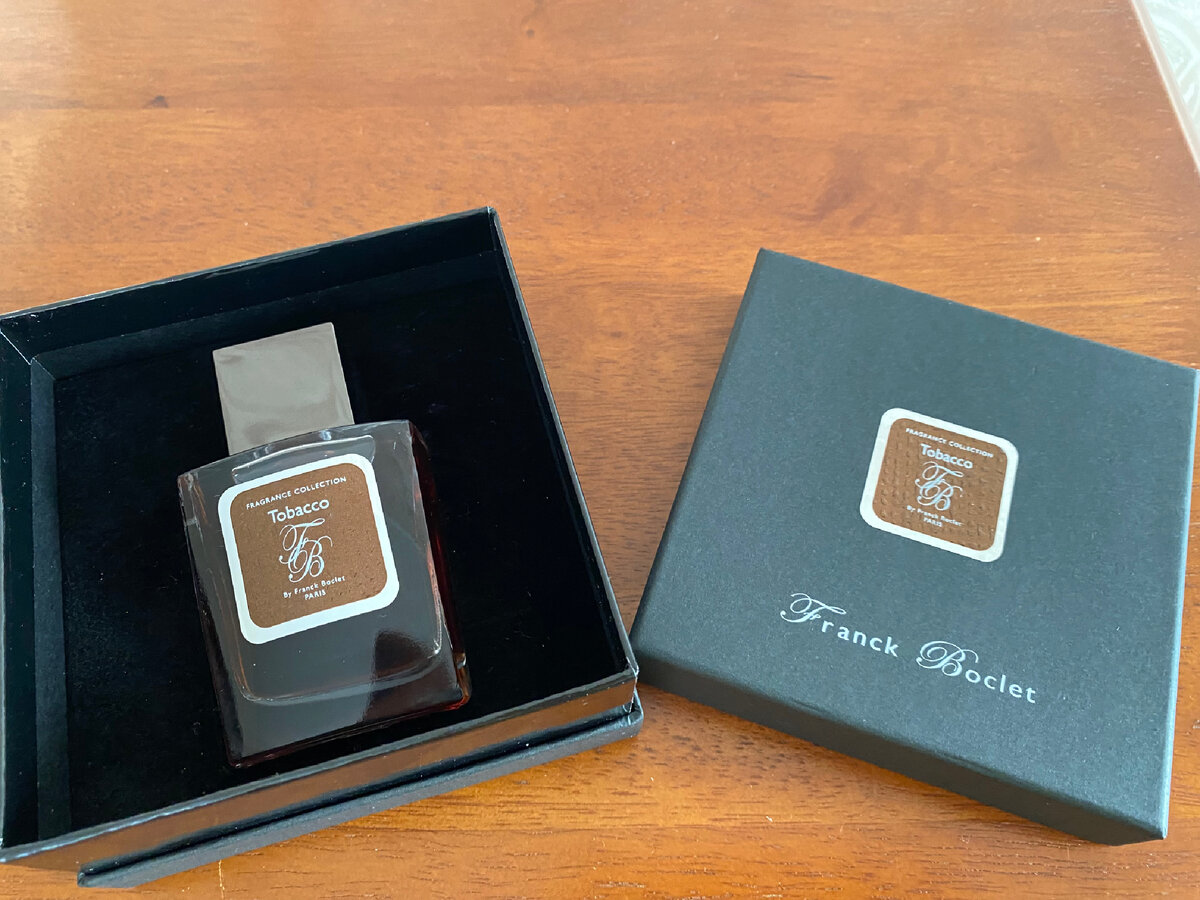 FRAGRANCE COLLECTION
Tobacco
FB
By Franck Boclet
PARIS
FRAGRANCE COLLECTION
Tobacco
FB
By Franck Boclet
PARIS
Franck Boclet